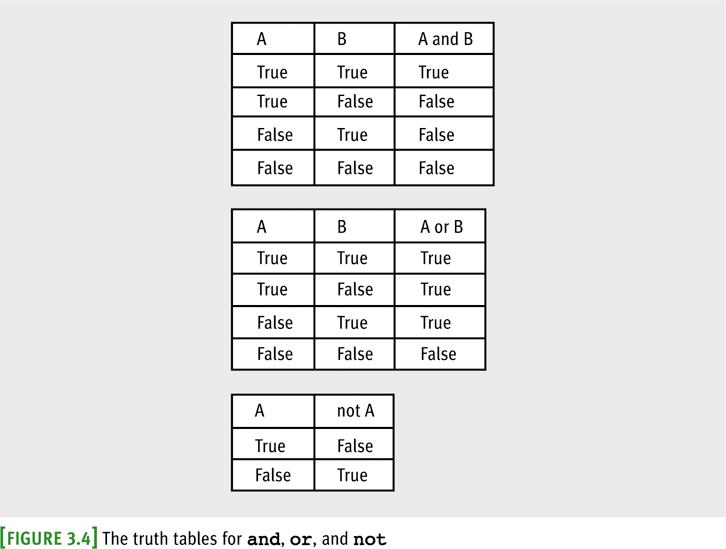 A B A and B
True True True
True False False
False True False
False False False
A B A or B
True True True
True False True
False True True
False False False
A not A
True False
False True
[FIGURE 3.4] The truth tables for and, or, and not